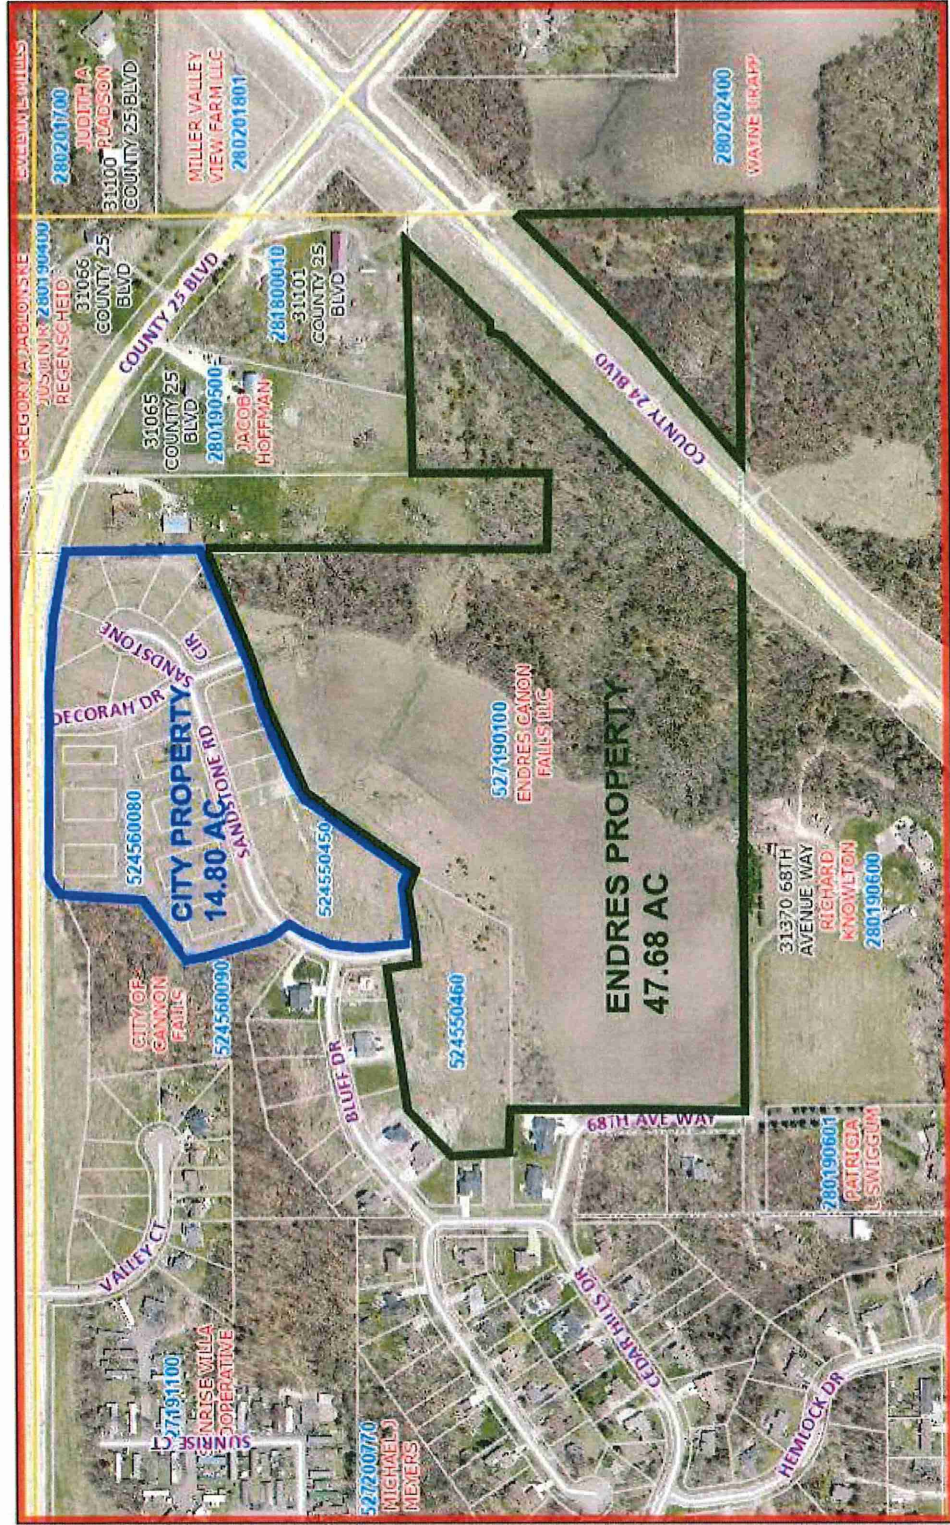 GREGORY A JABLONSKE
JUSTIN R
REGENSCHEID
280190400
31066
COUNTY 25
BLVD
280201700
JUDITH A
PLADSON
31100
COUNTY 25 BLVD
MILLER VALLEY
VIEW FARM LLC
280201801
COUNTY 25 BLVD
281800010
31101
COUNTY 25
BLVD
31065
COUNTY 25
BLVD
280190500
JACOB
HOFFMAN
280202400
WAYNE TRAPP
COUNTY 24 BLVD
SANDSTONE
CIR
DECORAH DR
CITY PROPERTY
14.80 AC
SANDSTONE RD
524560080
524550450
CITY OF
CANNON
FALLS
524560090
BLUFF DR
VALLEY CT
527191100
SUNRISE VILLA
COOPERATIVE
SUNRISE CT
527200770
MICHAEL J
MEYERS
527190100
ENDRES CANON
FALLS LLC
ENDRES PROPERTY
47.68 AC
524550460
68TH AVE WAY
31370 68TH
AVENUE WAY
RICHARD
KNOWLTON
280190600
280190601
PATRICIA
L SWIGGUM
CEDAR HILLS DR
HEMLOCK DR